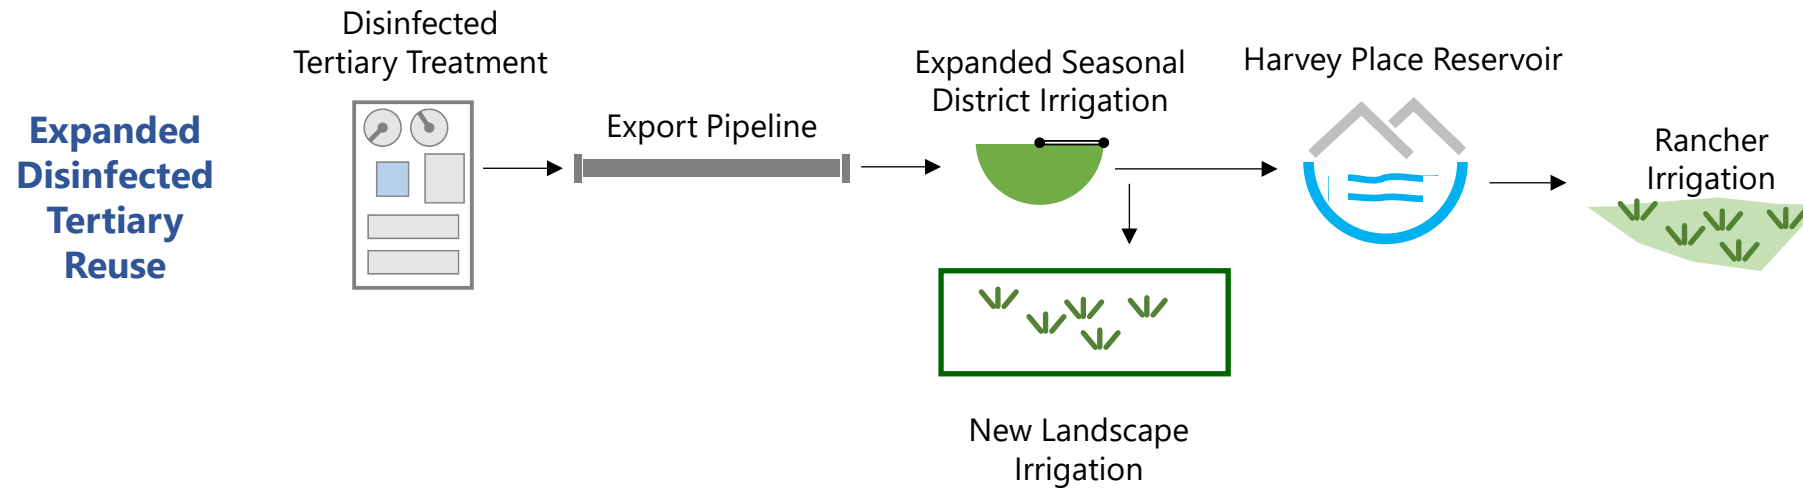 Expanded
Disinfected
Tertiary
Reuse
Disinfected
Tertiary Treatment
Export Pipeline
Expanded Seasonal
District Irrigation
New Landscape
Irrigation
Harvey Place Reservoir
Rancher
Irrigation